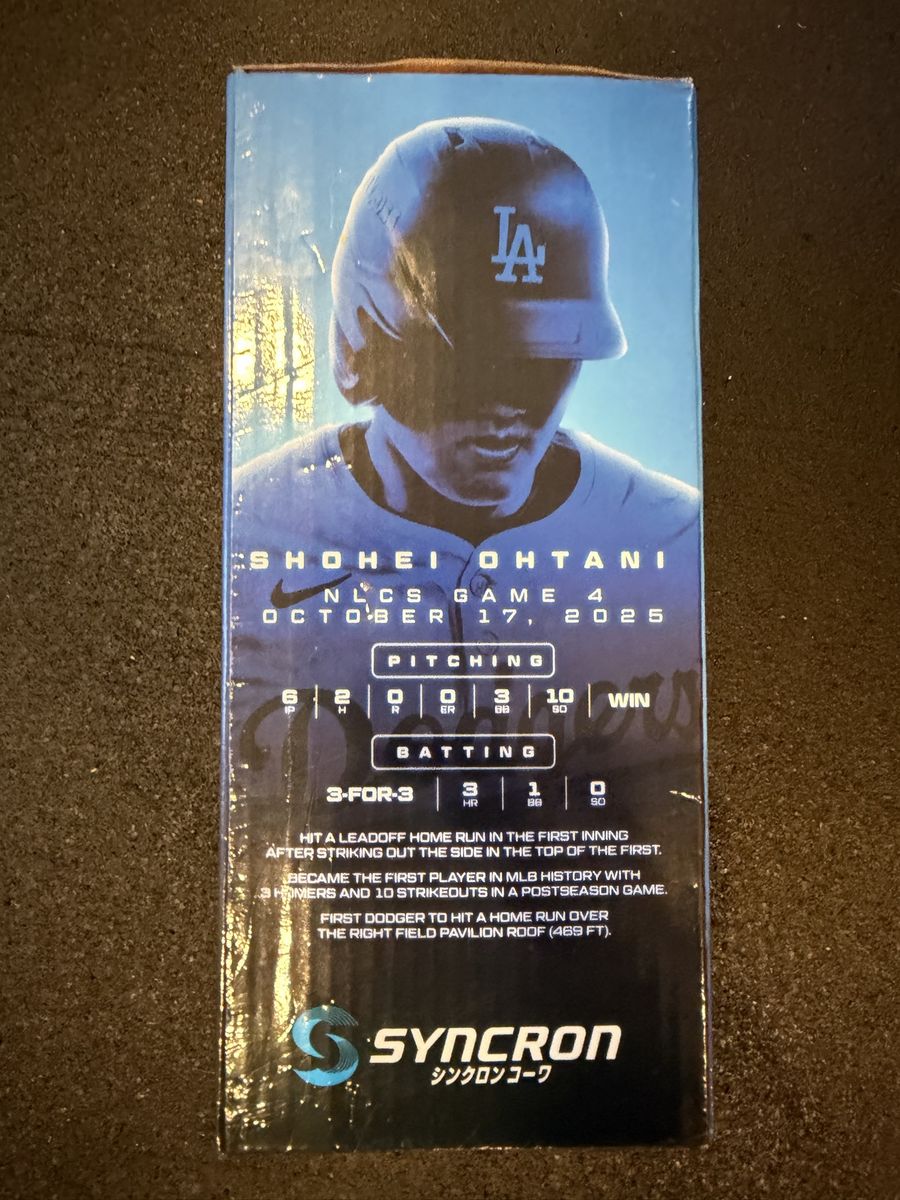 LA
SHOHEI OHTANI
NLCS GAME 4
OCTOBER 17, 2025
Dodgers
PITCHING
6 2 0 0 3 10 WIN
IP H R ER BB SO
BATTING
3-FOR-3 3 1 0
HR BB SO
HIT A LEADOFF HOME RUN IN THE FIRST INNING
AFTER STRIKING OUT THE SIDE IN THE TOP OF THE FIRST.
BECAME THE FIRST PLAYER IN MLB HISTORY WITH
3 HOMERS AND 10 STRIKEOUTS IN A POSTSEASON GAME.
FIRST DODGER TO HIT A HOME RUN OVER
THE RIGHT FIELD PAVILION ROOF (469 FT).
SYNCRON
シンクロン コーワ